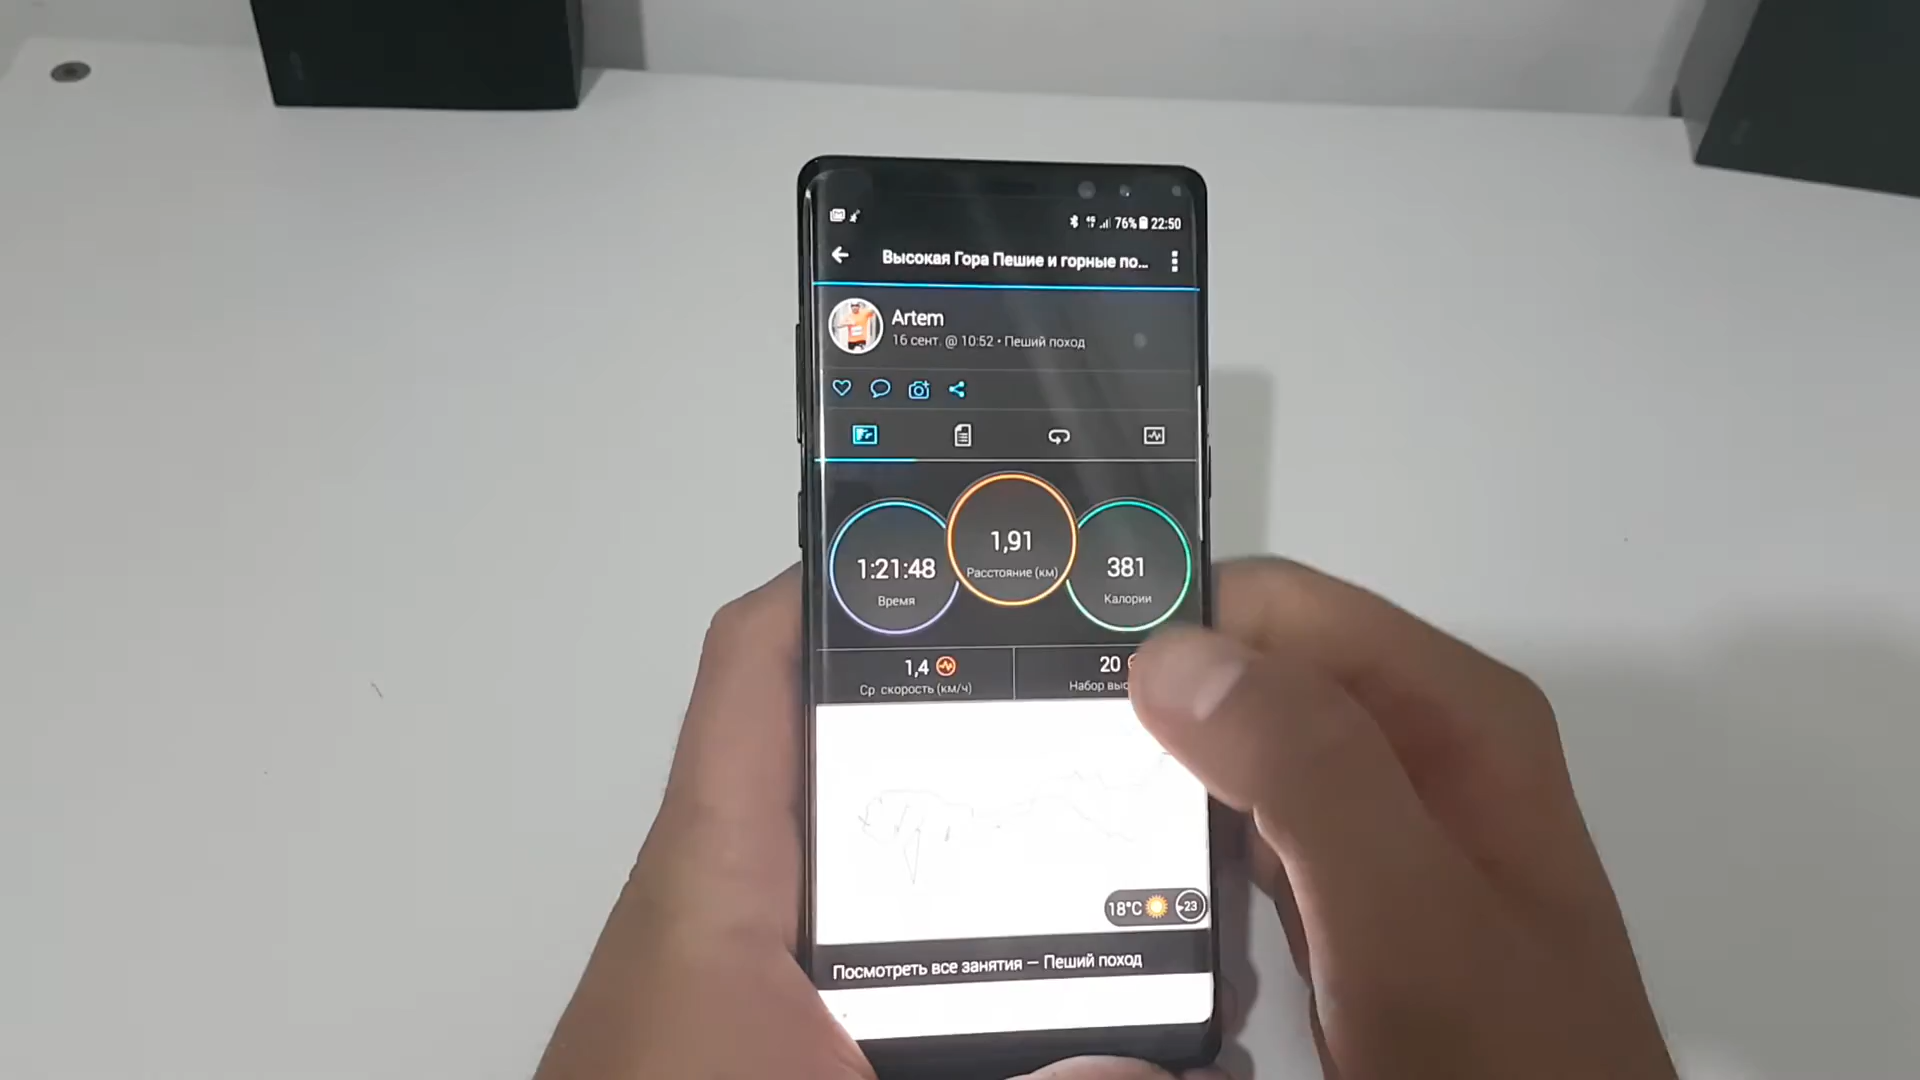 76% 22:50
Высокая Гора Пешие и горные по...
Artem
16 сент. @ 10:52 • Пеший поход
1,91
Расстояние (км)
1:21:48
Время
381
Калории
1,4
Ср. скорость (км/ч)
20
Набор
18°C 23
Посмотреть все занятия — Пеший поход